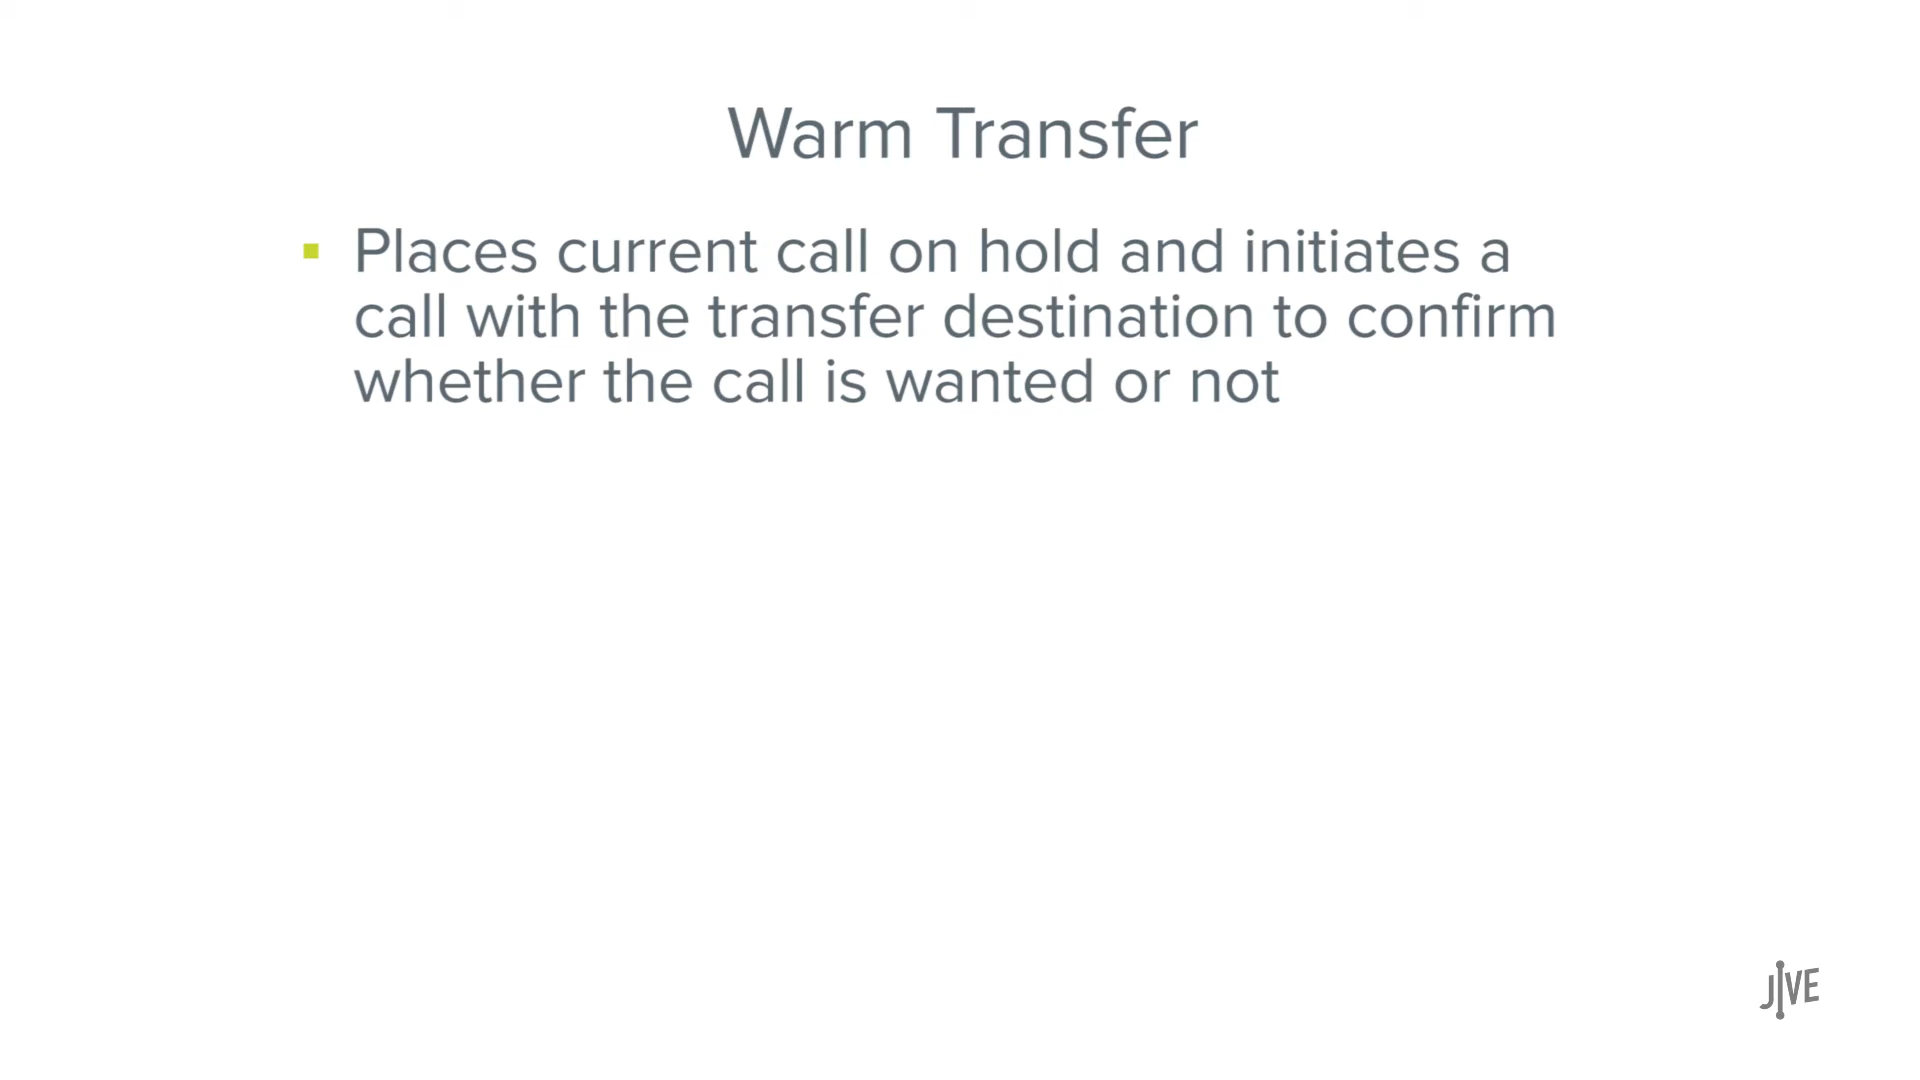 Warm Transfer
Places current call on hold and initiates a
call with the transfer destination to confirm
whether the call is wanted or not
JIVE